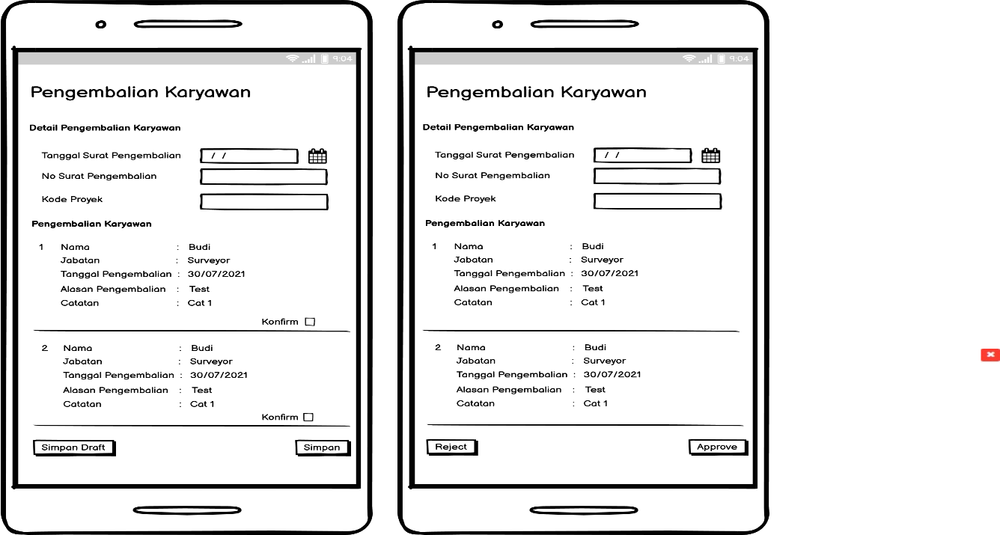 9:04
Pengembalian Karyawan
Detail Pengembalian Karyawan
Tanggal Surat Pengembalian / /
No Surat Pengembalian
Kode Proyek
Pengembalian Karyawan
1 Nama : Budi
Jabatan : Surveyor
Tanggal Pengembalian : 30/07/2021
Alasan Pengembalian : Test
Catatan : Cat 1
Konfirm
2 Nama : Budi
Jabatan : Surveyor
Tanggal Pengembalian : 30/07/2021
Alasan Pengembalian : Test
Catatan : Cat 1
Konfirm
Simpan Draft Simpan
9:04
Pengembalian Karyawan
Detail Pengembalian Karyawan
Tanggal Surat Pengembalian / /
No Surat Pengembalian
Kode Proyek
Pengembalian Karyawan
1 Nama : Budi
Jabatan : Surveyor
Tanggal Pengembalian : 30/07/2021
Alasan Pengembalian : Test
Catatan : Cat 1
2 Nama : Budi
Jabatan : Surveyor
Tanggal Pengembalian : 30/07/2021
Alasan Pengembalian : Test
Catatan : Cat 1
Reject Approve